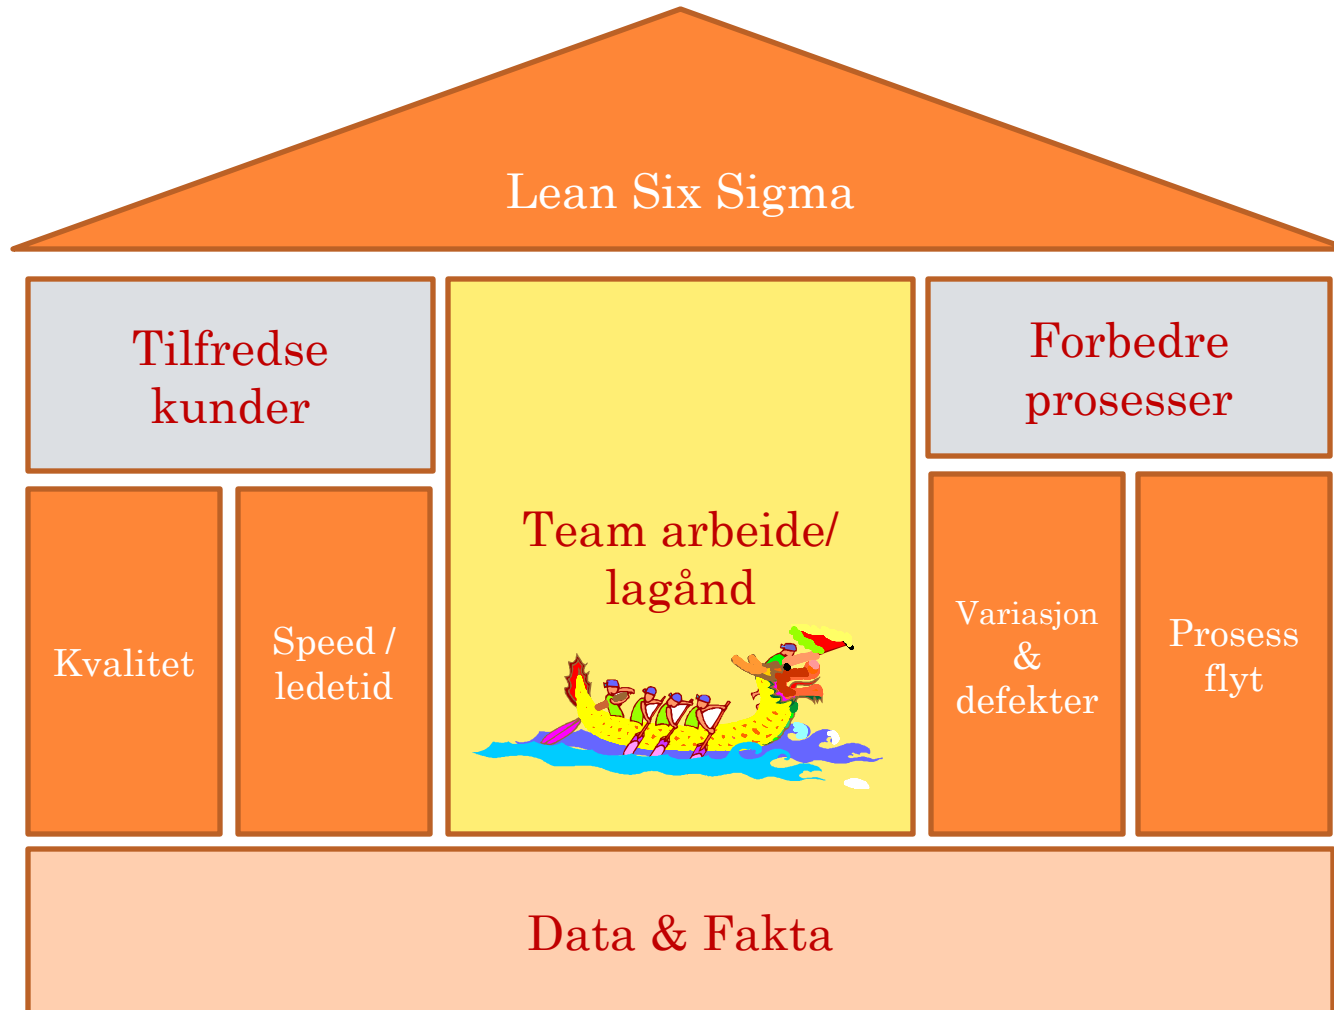 Lean Six Sigma
Tilfredse
kunder
Forbedre
prosesser
Team arbeide/
lagånd
Kvalitet
Speed /
ledetid
Variasjon
&
defekter
Prosess
flyt
Data & Fakta